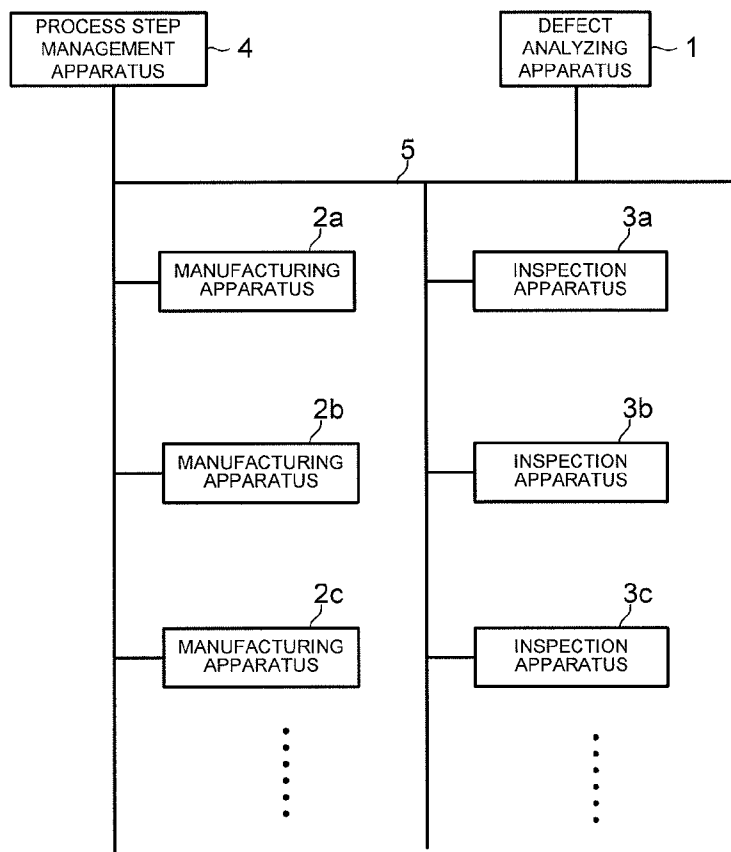 PROCESS STEP
MANAGEMENT
APPARATUS
4
DEFECT
ANALYZING
APPARATUS
1
5
2a
MANUFACTURING
APPARATUS
3a
INSPECTION
APPARATUS
2b
MANUFACTURING
APPARATUS
3b
INSPECTION
APPARATUS
2c
MANUFACTURING
APPARATUS
3c
INSPECTION
APPARATUS